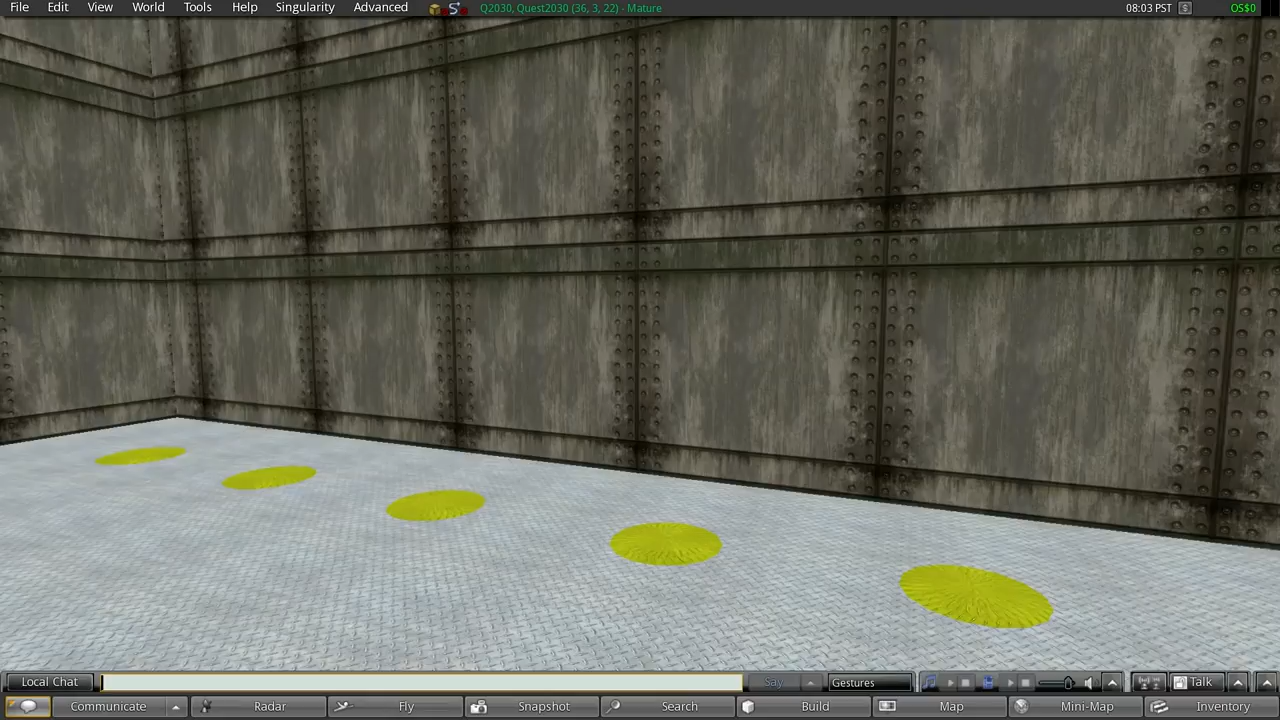 File Edit View World Tools Help Singularity Advanced Q2030, Quest2030 (36, 3, 22) - Mature 08:03 PST $ OS$0
Local Chat Say Gestures Talk
Communicate Radar Fly Snapshot Search Build Map Mini-Map Inventory